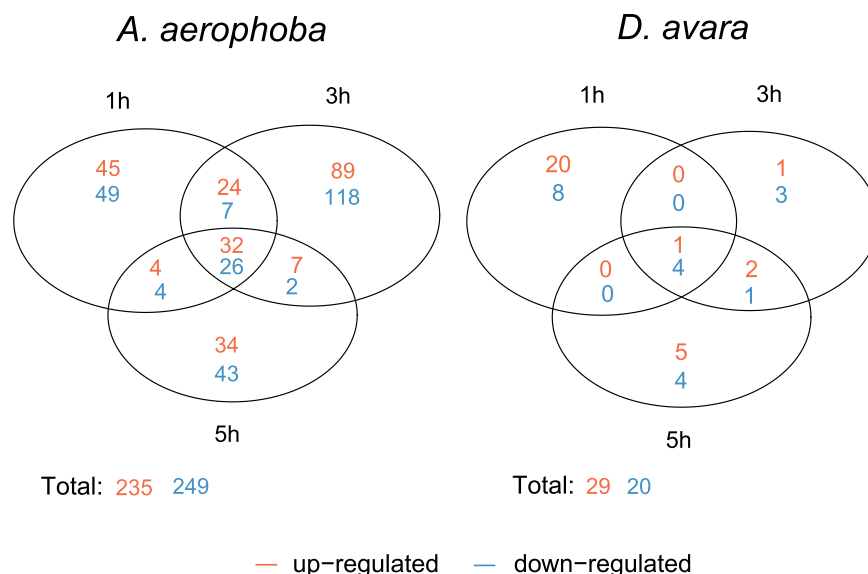 A. aerophoba
1h
3h
45
49
24
7
89
118
32
26
4
4
7
2
34
43
5h
Total: 235 249
D. avara
1h
3h
20
8
0
0
1
3
1
4
0
0
2
1
5
4
5h
Total: 29 20
up−regulated
down−regulated